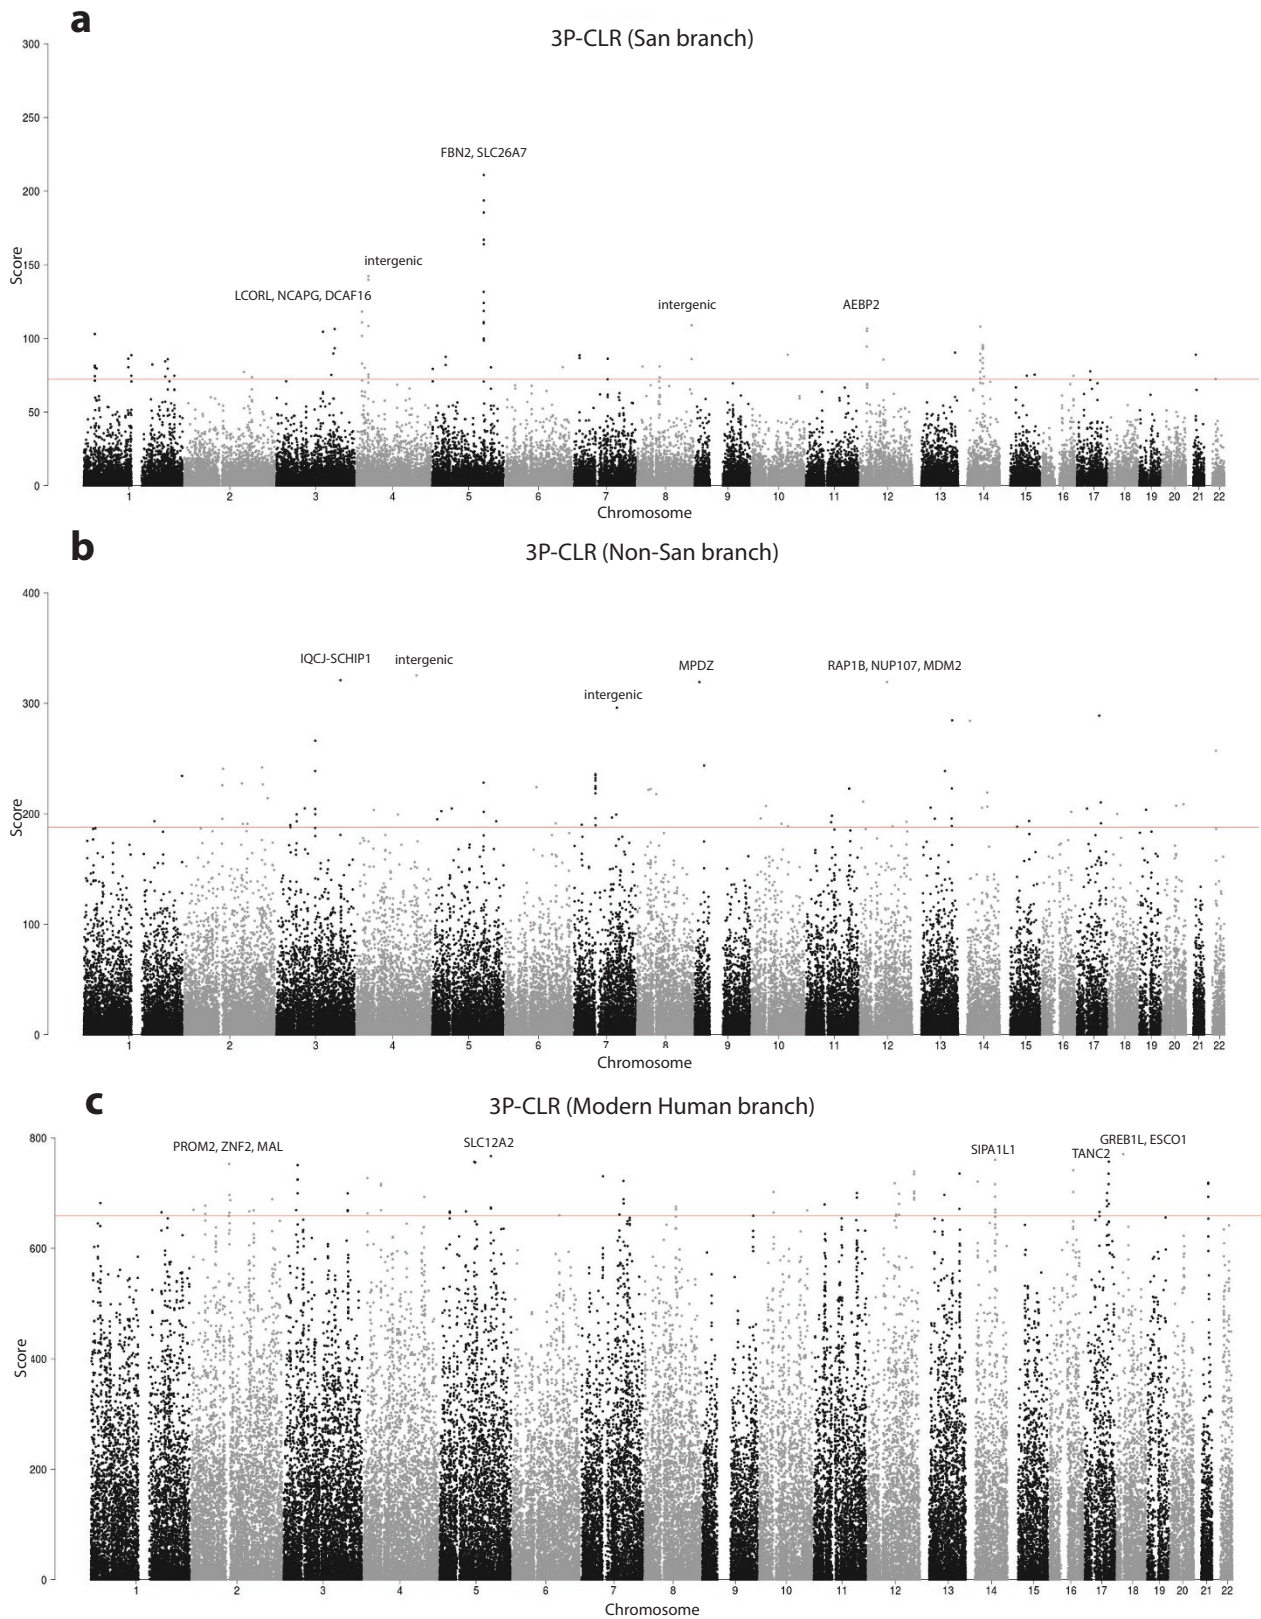 a
3P-CLR (San branch)
300
250
200
150
100
50
0
Score
FBN2, SLC26A7
intergenic
LCORL, NCAPG, DCAF16
intergenic
AEBP2
1 2 3 4 5 6 7 8 9 10 11 12 13 14 15 16 17 18 19 20 21 22
Chromosome
b
3P-CLR (Non-San branch)
400
300
200
100
0
Score
IQCJ-SCHIP1
intergenic
MPDZ
RAP1B, NUP107, MDM2
intergenic
1 2 3 4 5 6 7 8 9 10 11 12 13 14 15 16 17 18 19 20 21 22
Chromosome
c
3P-CLR (Modern Human branch)
800
600
400
200
0
Score
PROM2, ZNF2, MAL
SLC12A2
SIPA1L1
TANC2
GREB1L, ESCO1
1 2 3 4 5 6 7 8 9 10 11 12 13 14 15 16 17 18 19 20 21 22
Chromosome